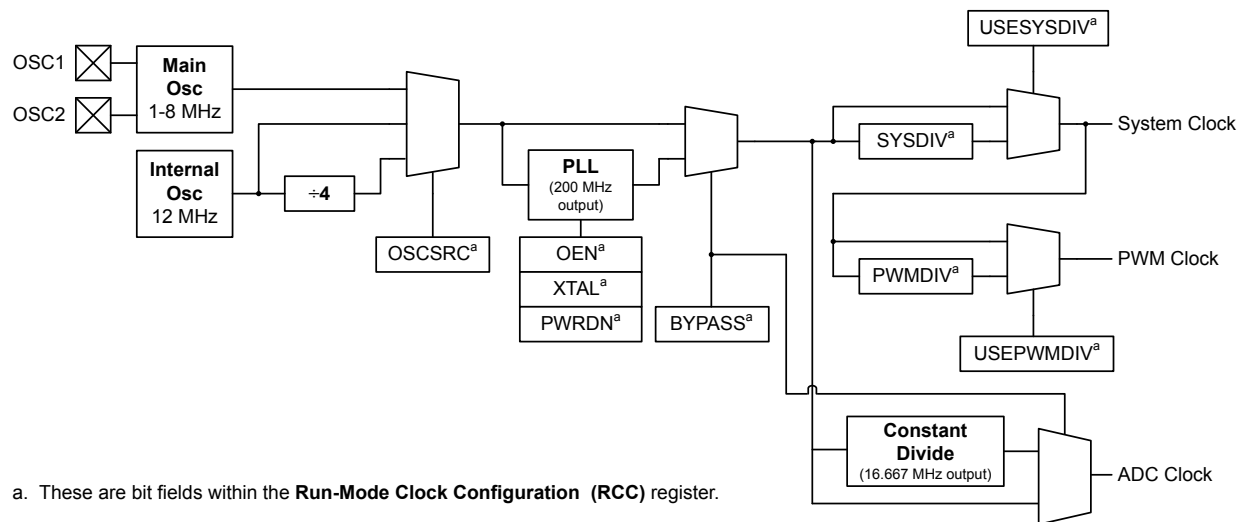 USESYSDIVᵃ
OSC1
Main
Osc
1-8 MHz
OSC2
SYSDIVᵃ
System Clock
Internal
Osc
12 MHz
÷4
PLL
(200 MHz
output)
OSCSRCᵃ
OENᵃ
XTALᵃ
PWRDNᵃ
BYPASSᵃ
PWMDIVᵃ
PWM Clock
USEPWMDIVᵃ
Constant
Divide
(16.667 MHz output)
ADC Clock
a. These are bit fields within the Run-Mode Clock Configuration (RCC) register.